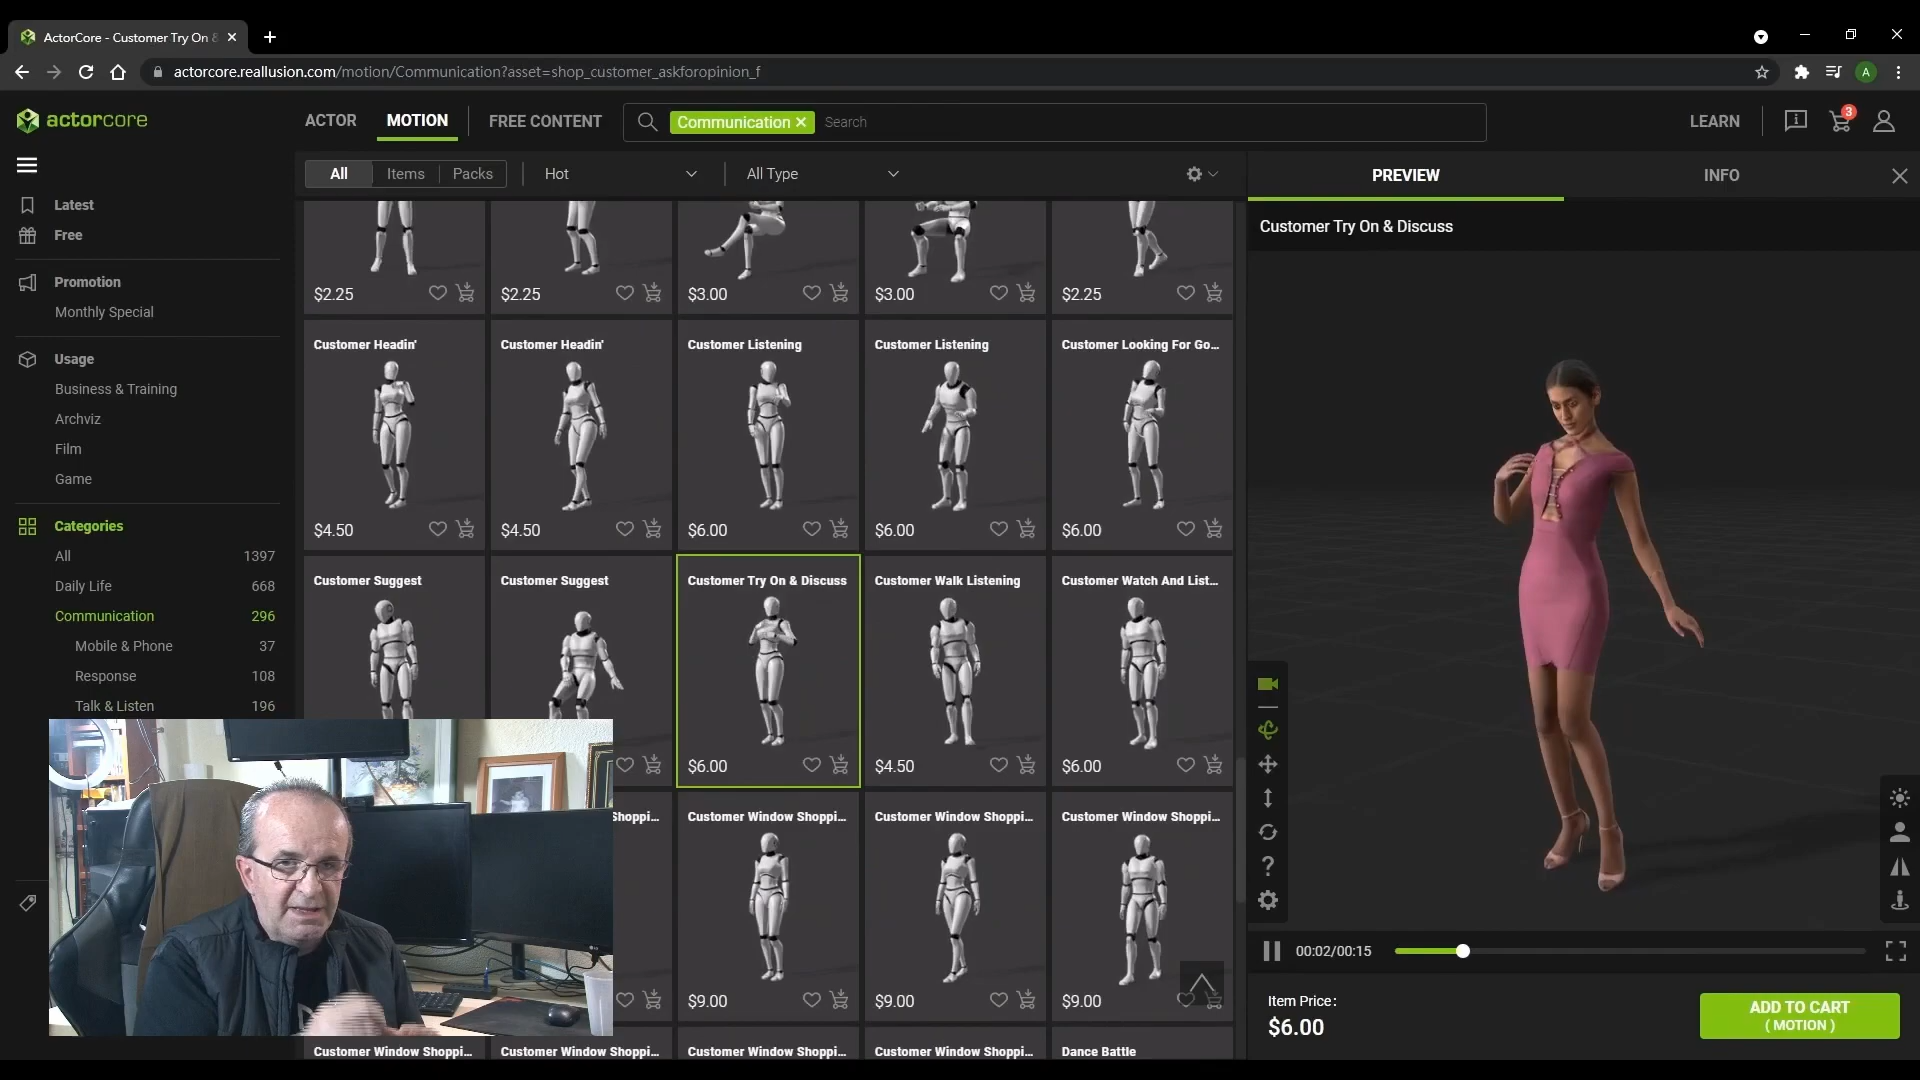 ActorCore - Customer Try On &
actorcore.reallusion.com/motion/Communication?asset=shop_customer_askforopinion_f
A
actorcore
ACTOR
MOTION
FREE CONTENT
Communication
Search
LEARN
3
All
Items
Packs
Hot
All Type
PREVIEW
INFO
Latest
Free
Promotion
Monthly Special
Usage
Business & Training
Archviz
Film
Game
Categories
All 1397
Daily Life 668
Communication 296
Mobile & Phone 37
Response 108
Talk & Listen 196
$2.25
$2.25
$3.00
$3.00
$2.25
Customer Headin'
Customer Headin'
Customer Listening
Customer Listening
Customer Looking For Go...
$4.50
$4.50
$6.00
$6.00
$6.00
Customer Suggest
Customer Suggest
Customer Try On & Discuss
Customer Walk Listening
Customer Watch And List...
$6.00
$4.50
$6.00
Shoppi...
Customer Window Shoppi...
Customer Window Shoppi...
Customer Window Shoppi...
$9.00
$9.00
$9.00
Customer Window Shoppi...
Customer Window Shoppi...
Customer Window Shoppi...
Customer Window Shoppi...
Dance Battle
Customer Try On & Discuss
00:02/00:15
Item Price:
$6.00
ADD TO CART
( MOTION )